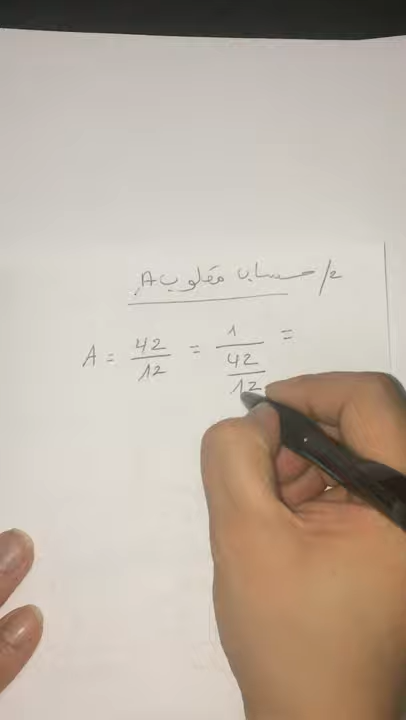 2/ حساب مقلوب A
A = 42/12 = 1/(42/12) =